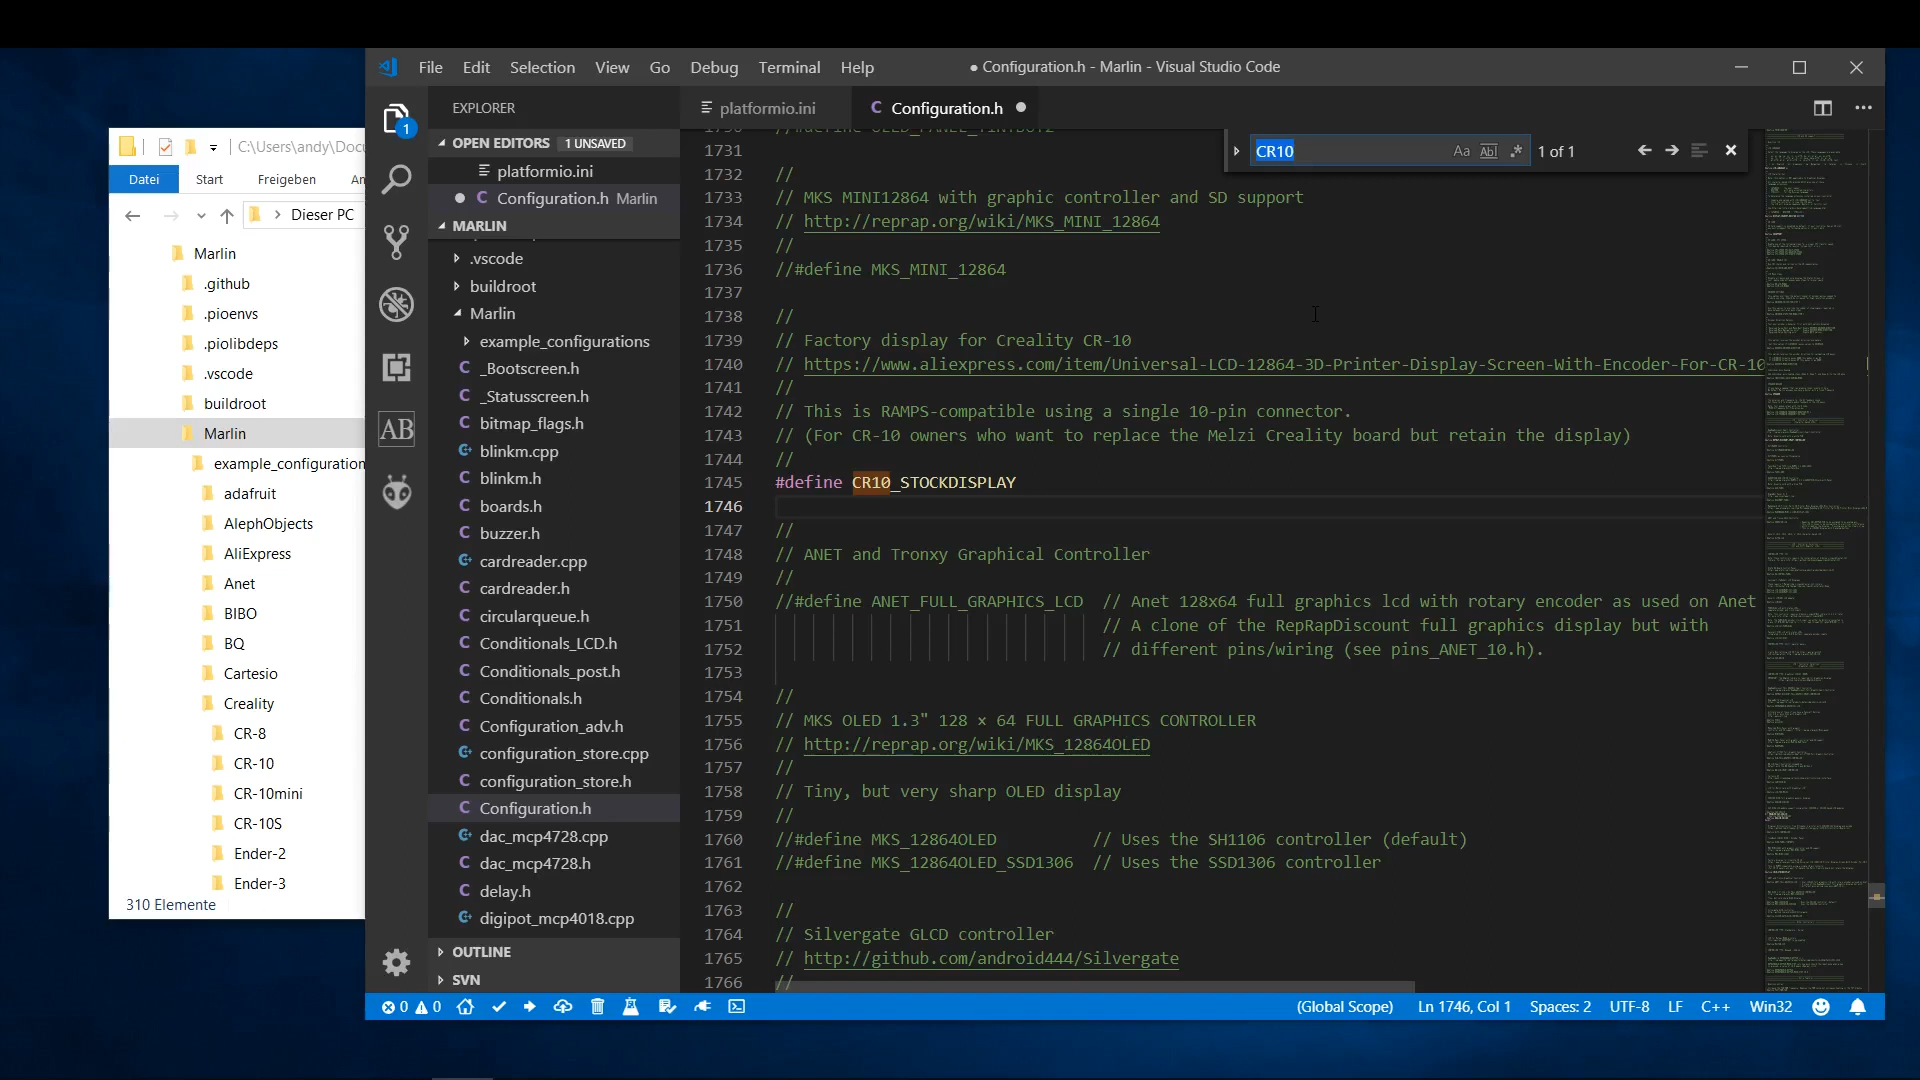 File Edit Selection View Go Debug Terminal Help
● Configuration.h - Marlin - Visual Studio Code
EXPLORER
platformio.ini
Configuration.h
OPEN EDITORS 1 UNSAVED
platformio.ini
Configuration.h Marlin
MARLIN
.vscode
buildroot
Marlin
example_configurations
_Bootscreen.h
_Statusscreen.h
bitmap_flags.h
blinkm.cpp
blinkm.h
boards.h
buzzer.h
cardreader.cpp
cardreader.h
circularqueue.h
Conditionals_LCD.h
Conditionals_post.h
Conditionals.h
Configuration_adv.h
configuration_store.cpp
configuration_store.h
Configuration.h
dac_mcp4728.cpp
dac_mcp4728.h
delay.h
digipot_mcp4018.cpp
OUTLINE
SVN
C:\Users\andy\Docu
Datei Start Freigeben An
Dieser PC
Marlin
.github
.pioenvs
.piolibdeps
.vscode
buildroot
Marlin
example_configuration
adafruit
AlephObjects
AliExpress
Anet
BIBO
BQ
Cartesio
Creality
CR-8
CR-10
CR-10mini
CR-10S
Ender-2
Ender-3
310 Elemente
CR10 Aa Abl .* 1 of 1
1731
1732 //
1733 // MKS MINI12864 with graphic controller and SD support
1734 // http://reprap.org/wiki/MKS_MINI_12864
1735 //
1736 //#define MKS_MINI_12864
1737
1738 //
1739 // Factory display for Creality CR-10
1740 // https://www.aliexpress.com/item/Universal-LCD-12864-3D-Printer-Display-Screen-With-Encoder-For-CR-10
1741 //
1742 // This is RAMPS-compatible using a single 10-pin connector.
1743 // (For CR-10 owners who want to replace the Melzi Creality board but retain the display)
1744 //
1745 #define CR10_STOCKDISPLAY
1746
1747 //
1748 // ANET and Tronxy Graphical Controller
1749 //
1750 //#define ANET_FULL_GRAPHICS_LCD // Anet 128x64 full graphics lcd with rotary encoder as used on Anet
1751 // A clone of the RepRapDiscount full graphics display but with
1752 // different pins/wiring (see pins_ANET_10.h).
1753
1754 //
1755 // MKS OLED 1.3" 128 × 64 FULL GRAPHICS CONTROLLER
1756 // http://reprap.org/wiki/MKS_12864OLED
1757 //
1758 // Tiny, but very sharp OLED display
1759 //
1760 //#define MKS_12864OLED // Uses the SH1106 controller (default)
1761 //#define MKS_12864OLED_SSD1306 // Uses the SSD1306 controller
1762
1763 //
1764 // Silvergate GLCD controller
1765 // http://github.com/android444/Silvergate
1766 //
0 0 (Global Scope) Ln 1746, Col 1 Spaces: 2 UTF-8 LF C++ Win32